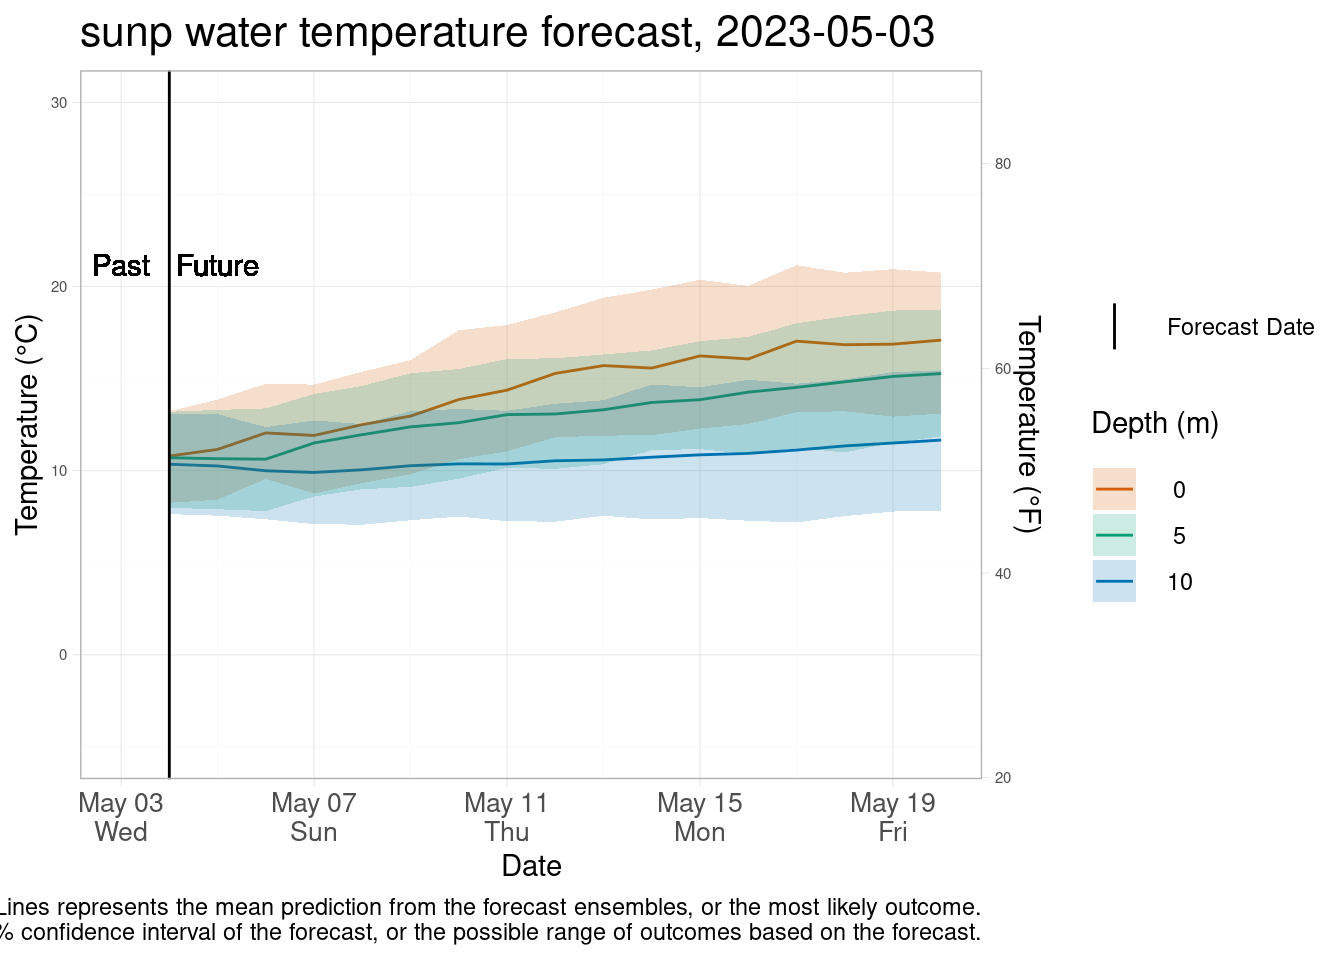 sunp water temperature forecast, 2023-05-03
30
20
10
0
Temperature (°C)
Past
Future
80
60
40
20
Temperature (°F)
May 03
Wed
May 07
Sun
May 11
Thu
May 15
Mon
May 19
Fri
Date
Forecast Date
Depth (m)
0
5
10
Lines represents the mean prediction from the forecast ensembles, or the most likely outcome.
% confidence interval of the forecast, or the possible range of outcomes based on the forecast.